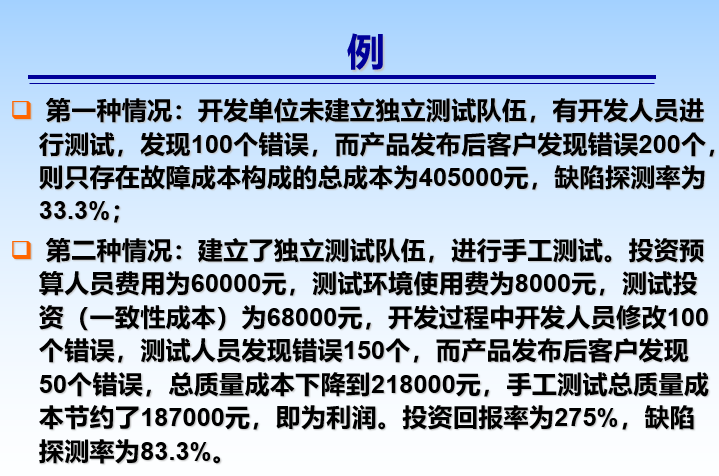 例
第一种情况：开发单位未建立独立测试队伍，有开发人员进
行测试，发现100个错误，而产品发布后客户发现错误200个，
则只存在故障成本构成的总成本为405000元，缺陷探测率为
33.3%；
第二种情况：建立了独立测试队伍，进行手工测试。投资预
算人员费用为60000元，测试环境使用费为8000元，测试投
资（一致性成本）为68000元，开发过程中开发人员修改100
个错误，测试人员发现错误150个，而产品发布后客户发现
50个错误，总质量成本下降到218000元，手工测试总质量成
本节约了187000元，即为利润。投资回报率为275%，缺陷
探测率为83.3%。